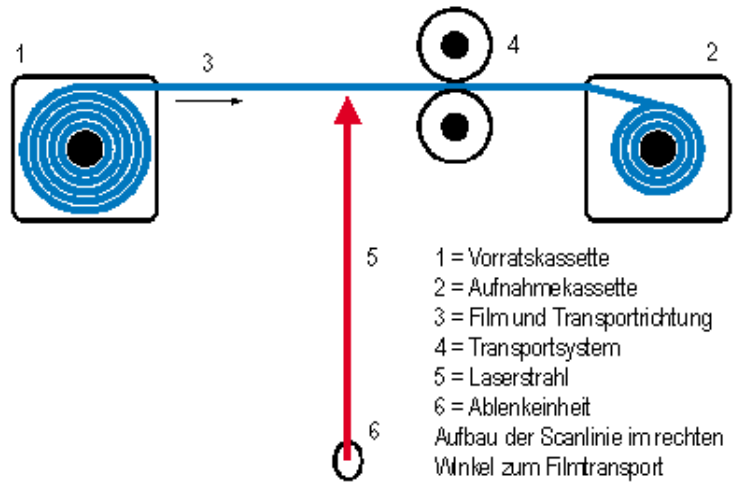 1
3
4
2
5
1 = Vorratskassette
2 = Aufnahmekassette
3 = Film und Transportrichtung
4 = Transportsystem
5 = Laserstrahl
6 = Ablenkeinheit
6
Aufbau der Scanlinie im rechten
Winkel zum Filmtransport